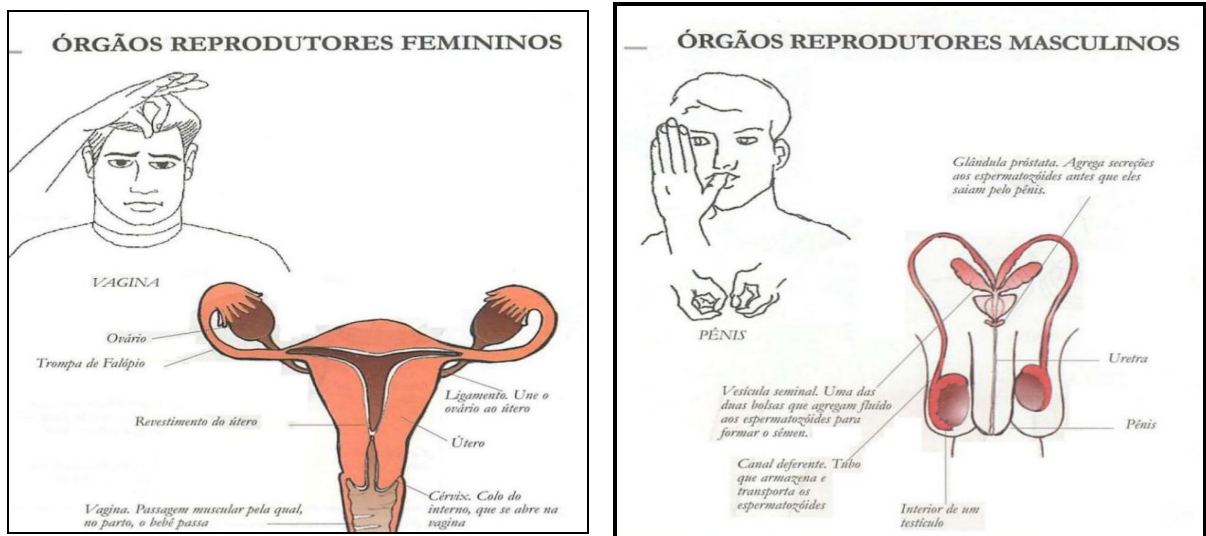 ÓRGÃOS REPRODUTORES FEMININOS
VAGINA
Ovário
Trompa de Falópio
Revestimento do útero
Ligamento. Une o
ovário ao útero
Útero
Vagina. Passagem muscular pela qual,
no parto, o bebê passa
Cérvix. Colo do
interno, que se abre na
vagina
ÓRGÃOS REPRODUTORES MASCULINOS
PÊNIS
Glândula próstata. Agrega secreções
aos espermatozóides antes que eles
saiam pelo pênis.
Uretra
Vesícula seminal. Uma das
duas bolsas que agregam fluído
aos espermatozóides para
formar o sêmen.
Pênis
Canal deferente. Tubo
que armazena e
transporta os
espermatozóides
Interior de um
testículo